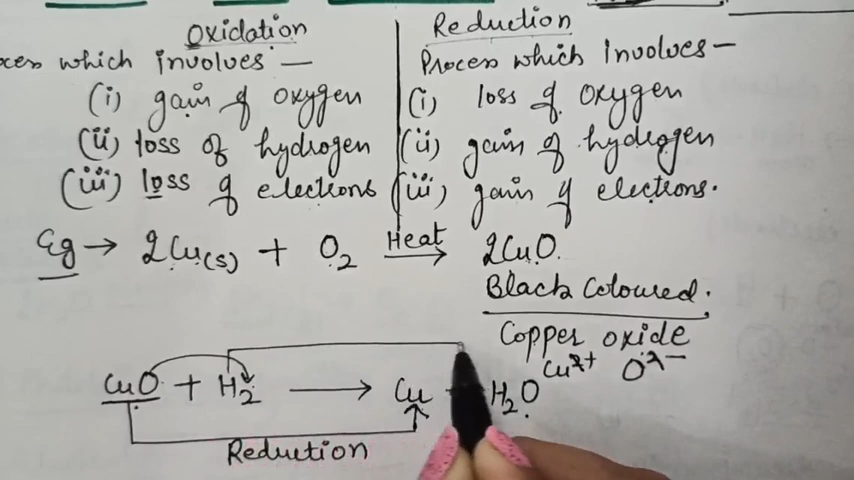 Oxidation
Process which involves —
(i) gain of oxygen
(ii) loss of hydrogen
(iii) loss of electrons
Reduction
Process which involves —
(i) loss of oxygen
(ii) gain of hydrogen
(iii) gain of electrons.
Eg → 2Cu(s) + O2 Heat → 2CuO
Black Coloured.
Copper oxide
Cu2+ O2−
CuO + H2 → Cu + H2O
Reduction